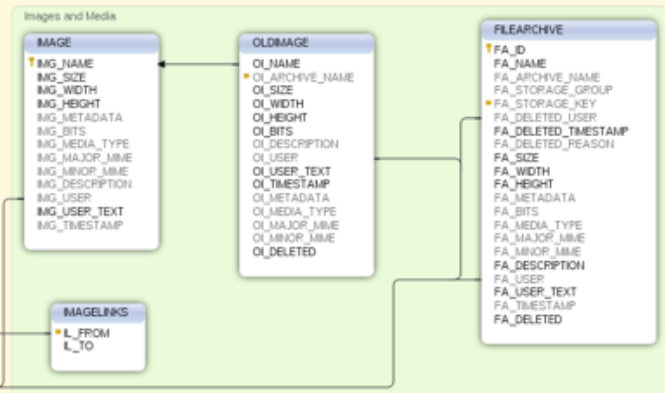 Images and Media
IMAGE
IMG_NAME
IMG_SIZE
IMG_WIDTH
IMG_HEIGHT
IMG_METADATA
IMG_BITS
IMG_MEDIA_TYPE
IMG_MAJOR_MIME
IMG_MINOR_MIME
IMG_DESCRIPTION
IMG_USER
IMG_USER_TEXT
IMG_TIMESTAMP
OLDIMAGE
OI_NAME
OI_ARCHIVE_NAME
OI_SIZE
OI_WIDTH
OI_HEIGHT
OI_BITS
OI_DESCRIPTION
OI_USER
OI_USER_TEXT
OI_TIMESTAMP
OI_METADATA
OI_MEDIA_TYPE
OI_MAJOR_MIME
OI_MINOR_MIME
OI_DELETED
FILEARCHIVE
FA_ID
FA_NAME
FA_ARCHIVE_NAME
FA_STORAGE_GROUP
FA_STORAGE_KEY
FA_DELETED_USER
FA_DELETED_TIMESTAMP
FA_DELETED_REASON
FA_SIZE
FA_WIDTH
FA_HEIGHT
FA_METADATA
FA_BITS
FA_MEDIA_TYPE
FA_MAJOR_MIME
FA_MINOR_MIME
FA_DESCRIPTION
FA_USER
FA_USER_TEXT
FA_TIMESTAMP
FA_DELETED
IMAGELINKS
IL_FROM
IL_TO